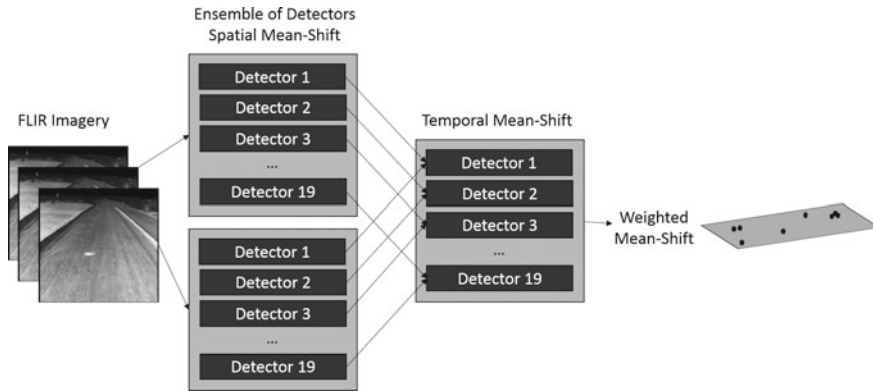 Ensemble of Detectors
Spatial Mean-Shift
FLIR Imagery
Detector 1
Detector 2
Detector 3
...
Detector 19
Detector 1
Detector 2
Detector 3
...
Detector 19
Temporal Mean-Shift
Detector 1
Detector 2
Detector 3
...
Detector 19
Weighted
Mean-Shift